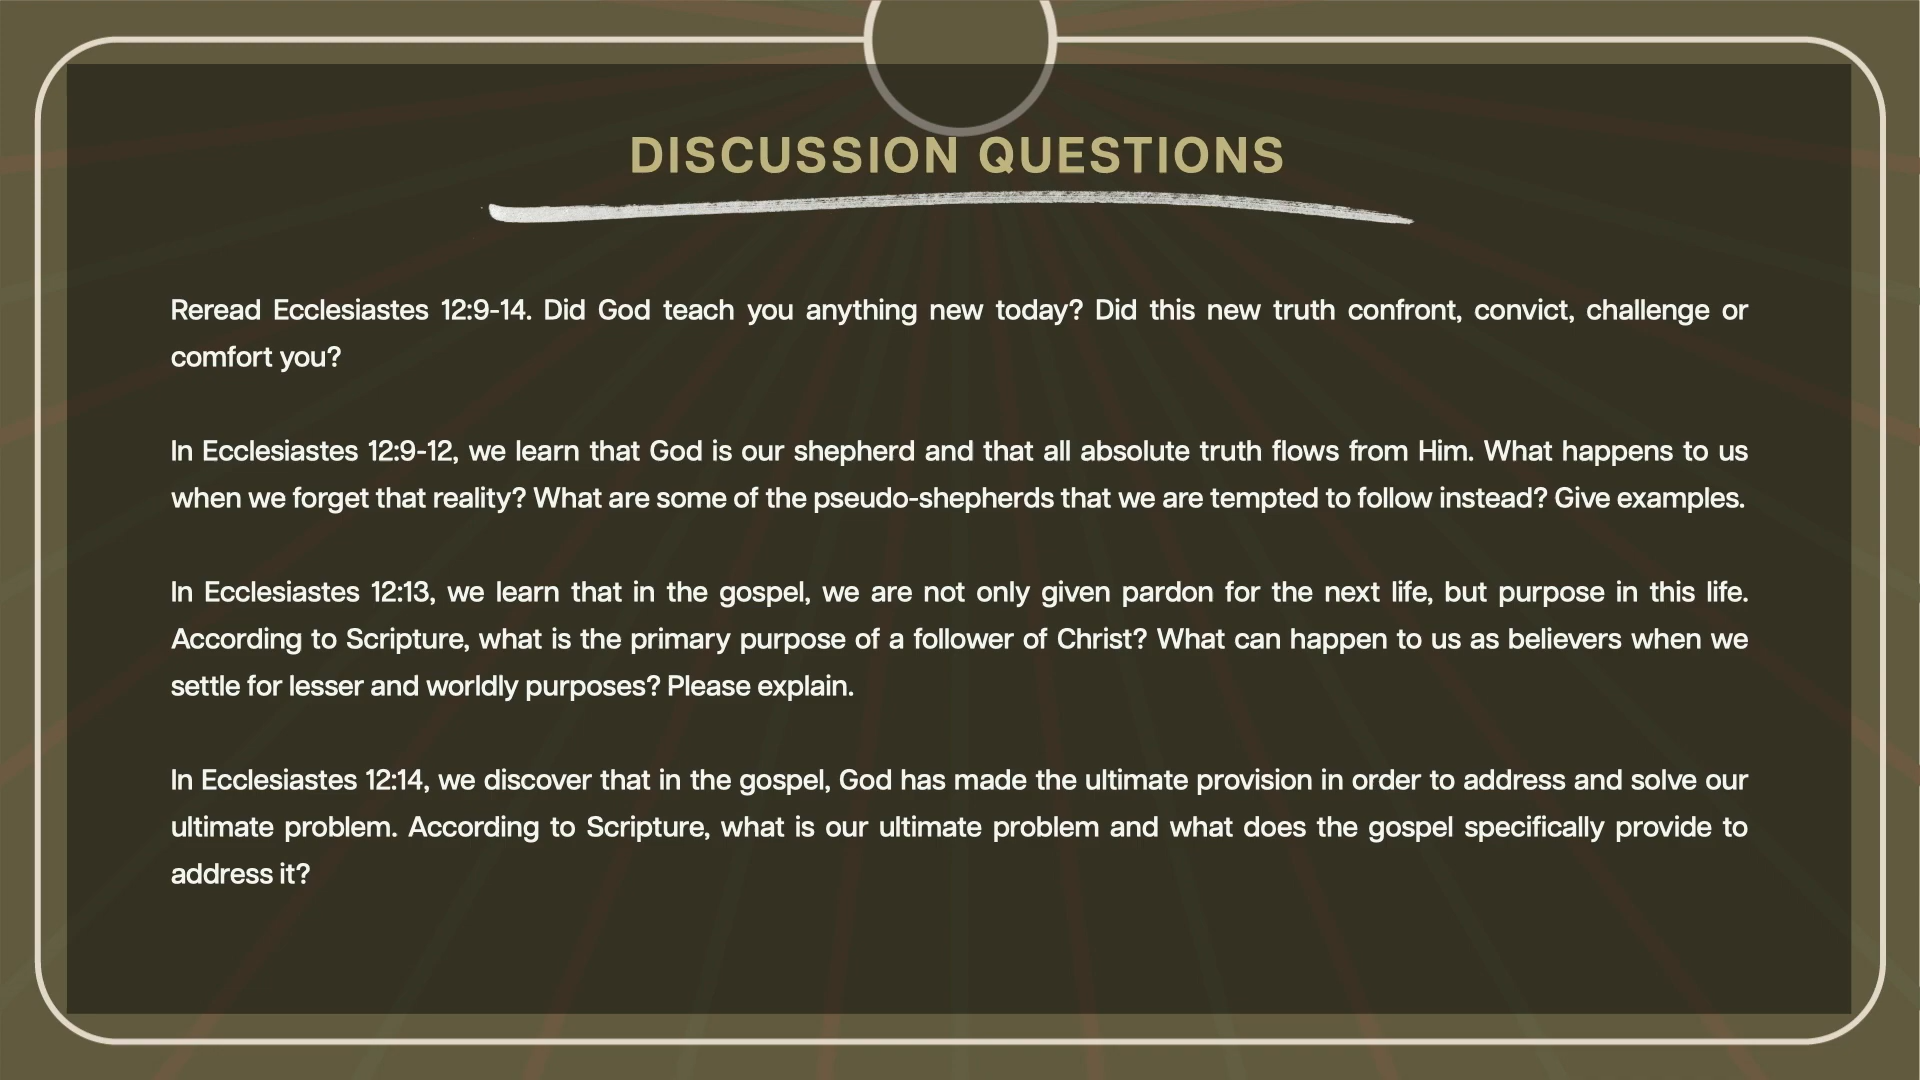 DISCUSSION QUESTIONS
Reread Ecclesiastes 12:9-14. Did God teach you anything new today? Did this new truth confront, convict, challenge or
comfort you?
In Ecclesiastes 12:9-12, we learn that God is our shepherd and that all absolute truth flows from Him. What happens to us
when we forget that reality? What are some of the pseudo-shepherds that we are tempted to follow instead? Give examples.
In Ecclesiastes 12:13, we learn that in the gospel, we are not only given pardon for the next life, but purpose in this life.
According to Scripture, what is the primary purpose of a follower of Christ? What can happen to us as believers when we
settle for lesser and worldly purposes? Please explain.
In Ecclesiastes 12:14, we discover that in the gospel, God has made the ultimate provision in order to address and solve our
ultimate problem. According to Scripture, what is our ultimate problem and what does the gospel specifically provide to
address it?